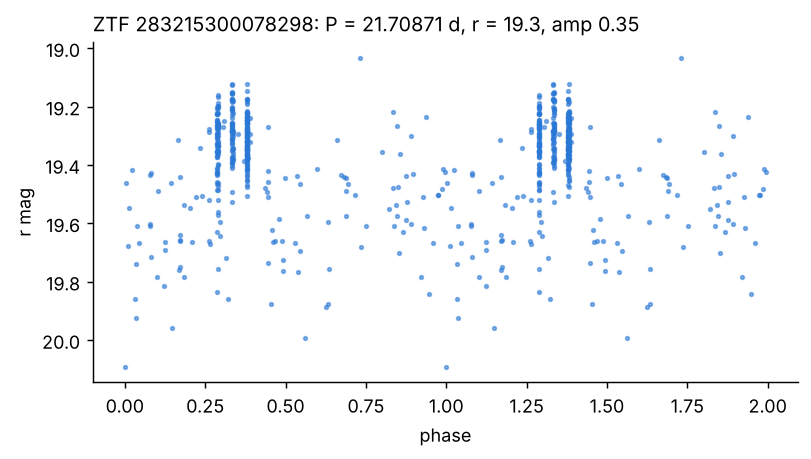 ZTF 283215300078298: P = 21.70871 d, r = 19.3, amp 0.35
19.0
19.2
19.4
19.6
19.8
20.0
r mag
0.00 0.25 0.50 0.75 1.00 1.25 1.50 1.75 2.00
phase